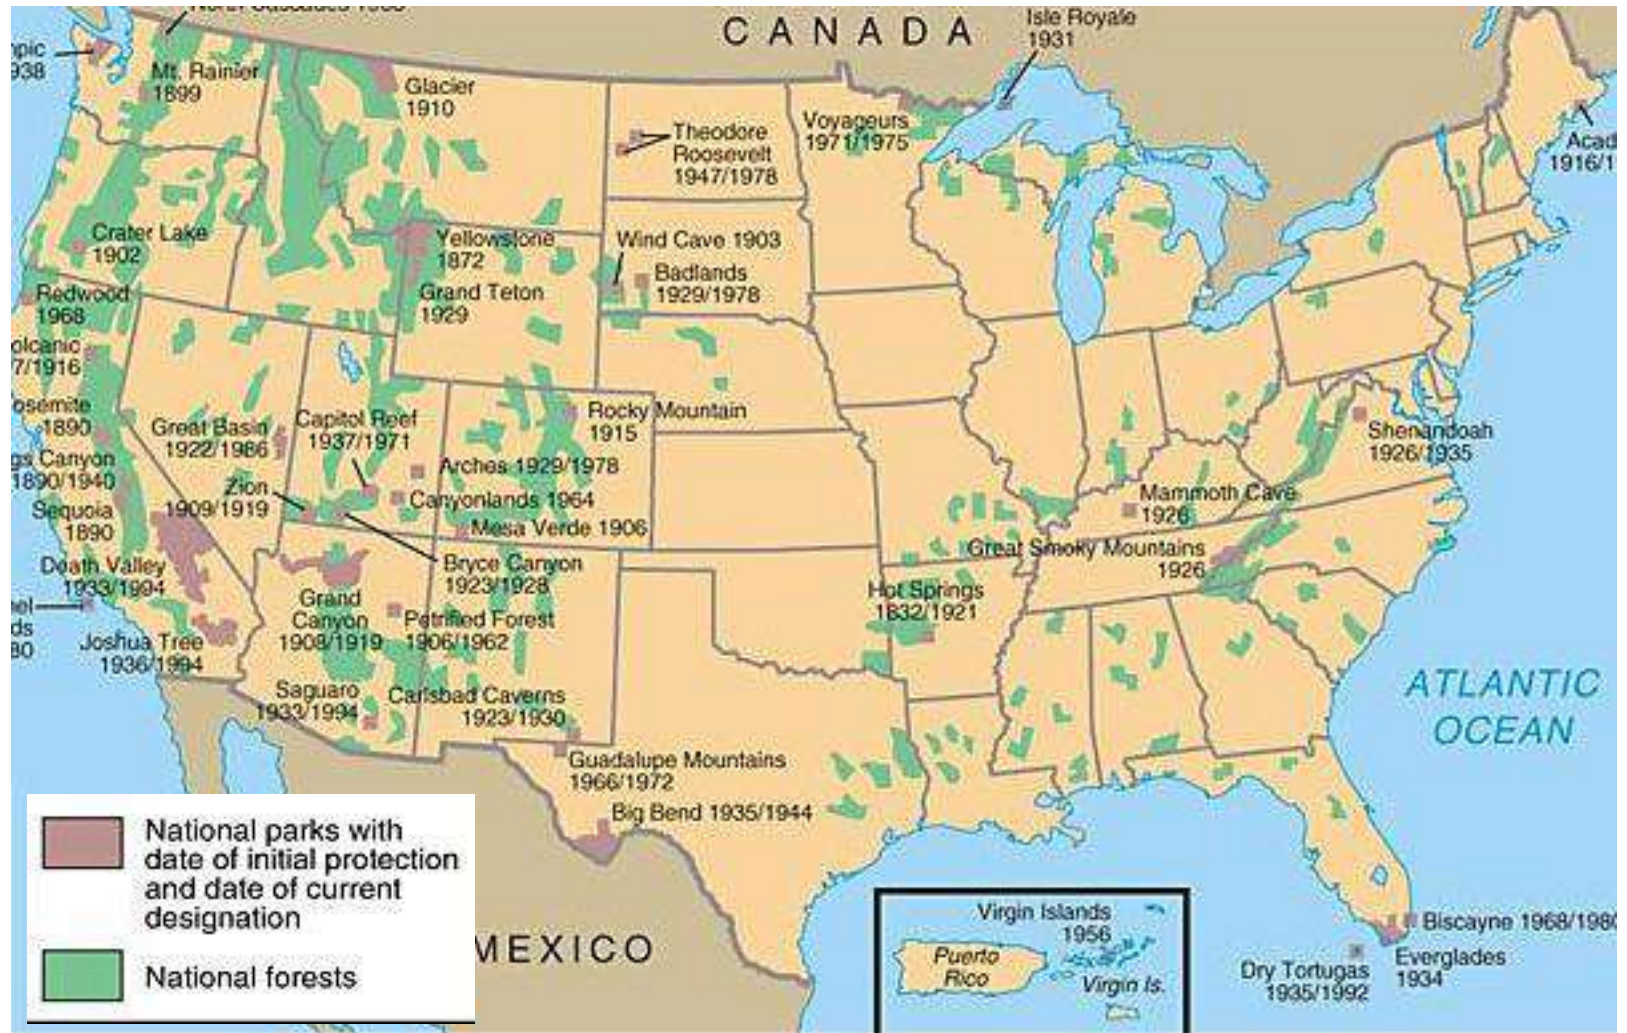 CANADA
Isle Royale
1931
Mt. Rainier
1899
Glacier
1910
Theodore
Roosevelt
1947/1978
Voyageurs
1971/1975
Crater Lake
1902
Yellowstone
1872
Wind Cave 1903
Badlands
1929/1978
Grand Teton
1929
Redwood
1968
Great Basin
1922/1986
Capitol Reef
1937/1971
Rocky Mountain
1915
1890
Shenandoah
1926/1935
Arches 1929/1978
Canyonlands 1964
Zion
1909/1919
1890/1940
Sequoia
1890
Mesa Verde 1906
Mammoth Cave
1926
Great Smoky Mountains
1926
Death Valley
1933/1994
Bryce Canyon
1923/1928
Grand
Canyon
1908/1919
Petrified Forest
1906/1962
Hot Springs
1832/1921
Joshua Tree
1936/1994
Saguaro
1933/1994
Carlsbad Caverns
1923/1930
Guadalupe Mountains
1966/1972
Big Bend 1935/1944
ATLANTIC
OCEAN
National parks with
date of initial protection
and date of current
designation
National forests
MEXICO
Virgin Islands
1956
Puerto
Rico
Virgin Is.
Biscayne 1968/1980
Everglades
1934
Dry Tortugas
1935/1992